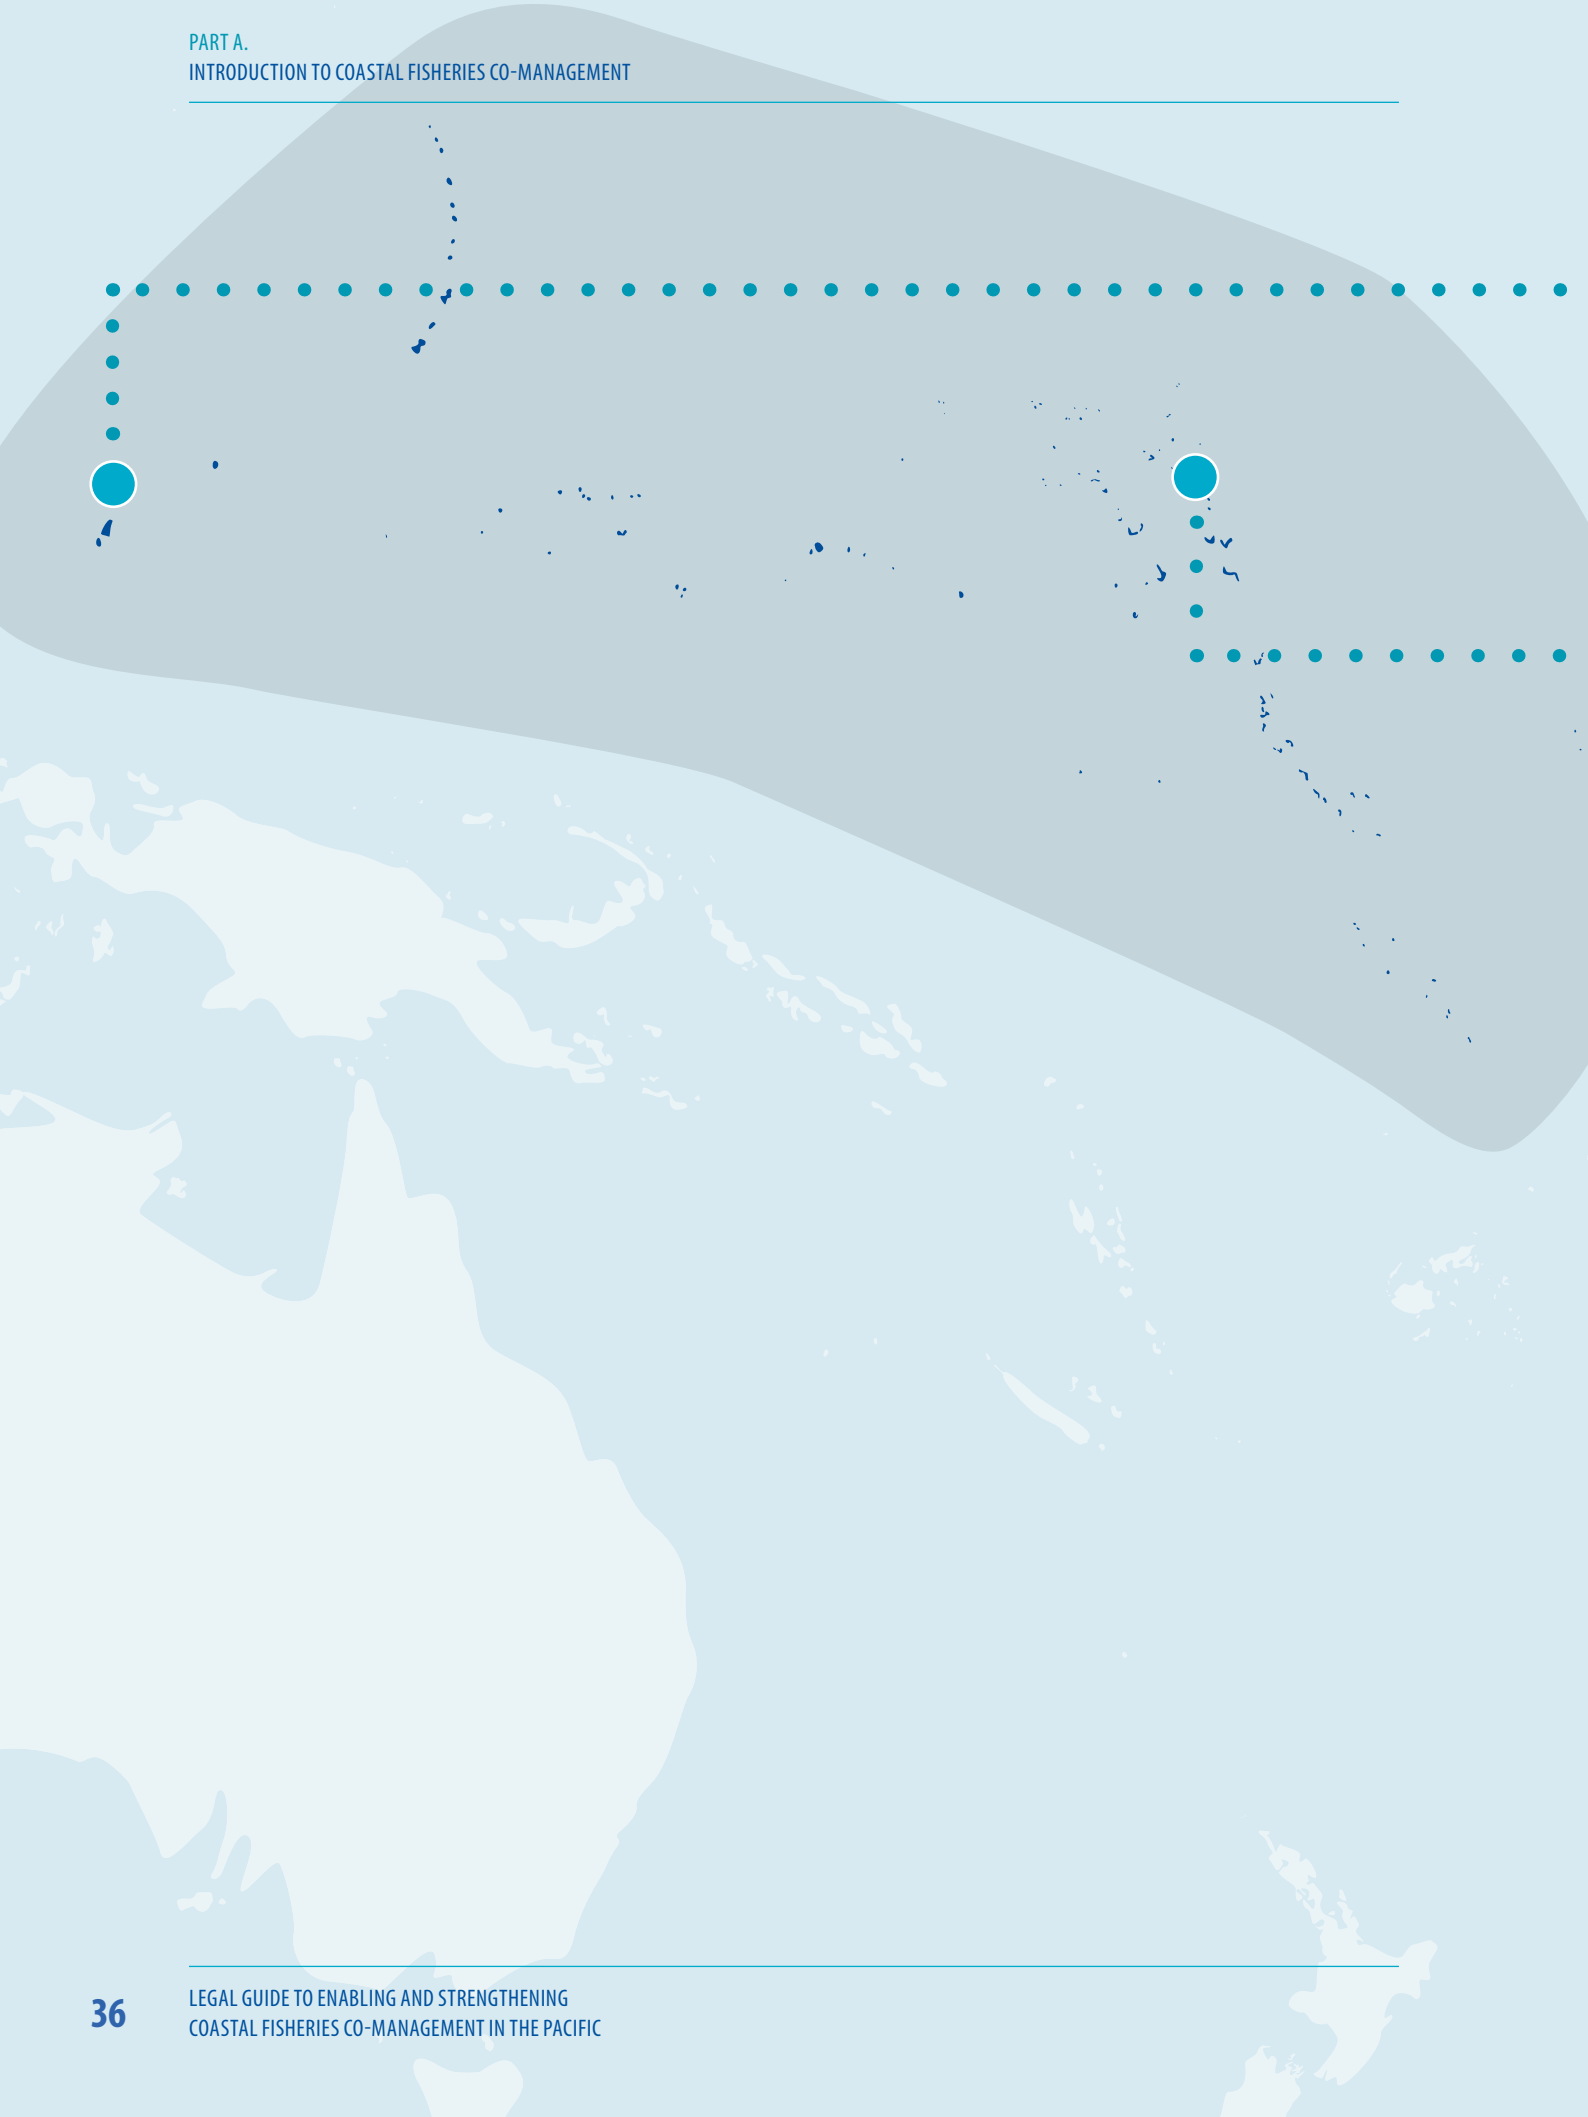 PART A.
INTRODUCTION TO COASTAL FISHERIES CO-MANAGEMENT
36
LEGAL GUIDE TO ENABLING AND STRENGTHENING
COASTAL FISHERIES CO-MANAGEMENT IN THE PACIFIC